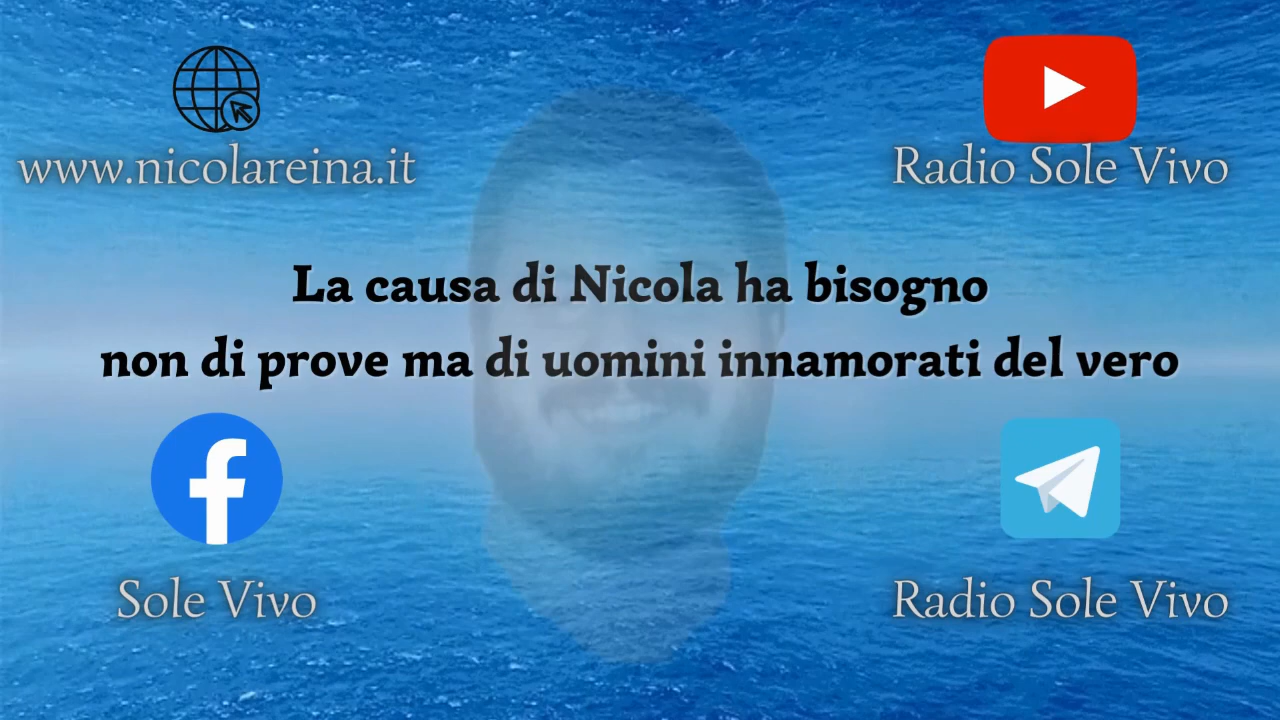 www.nicolareina.it
Radio Sole Vivo
La causa di Nicola ha bisogno
non di prove ma di uomini innamorati del vero
Sole Vivo
Radio Sole Vivo